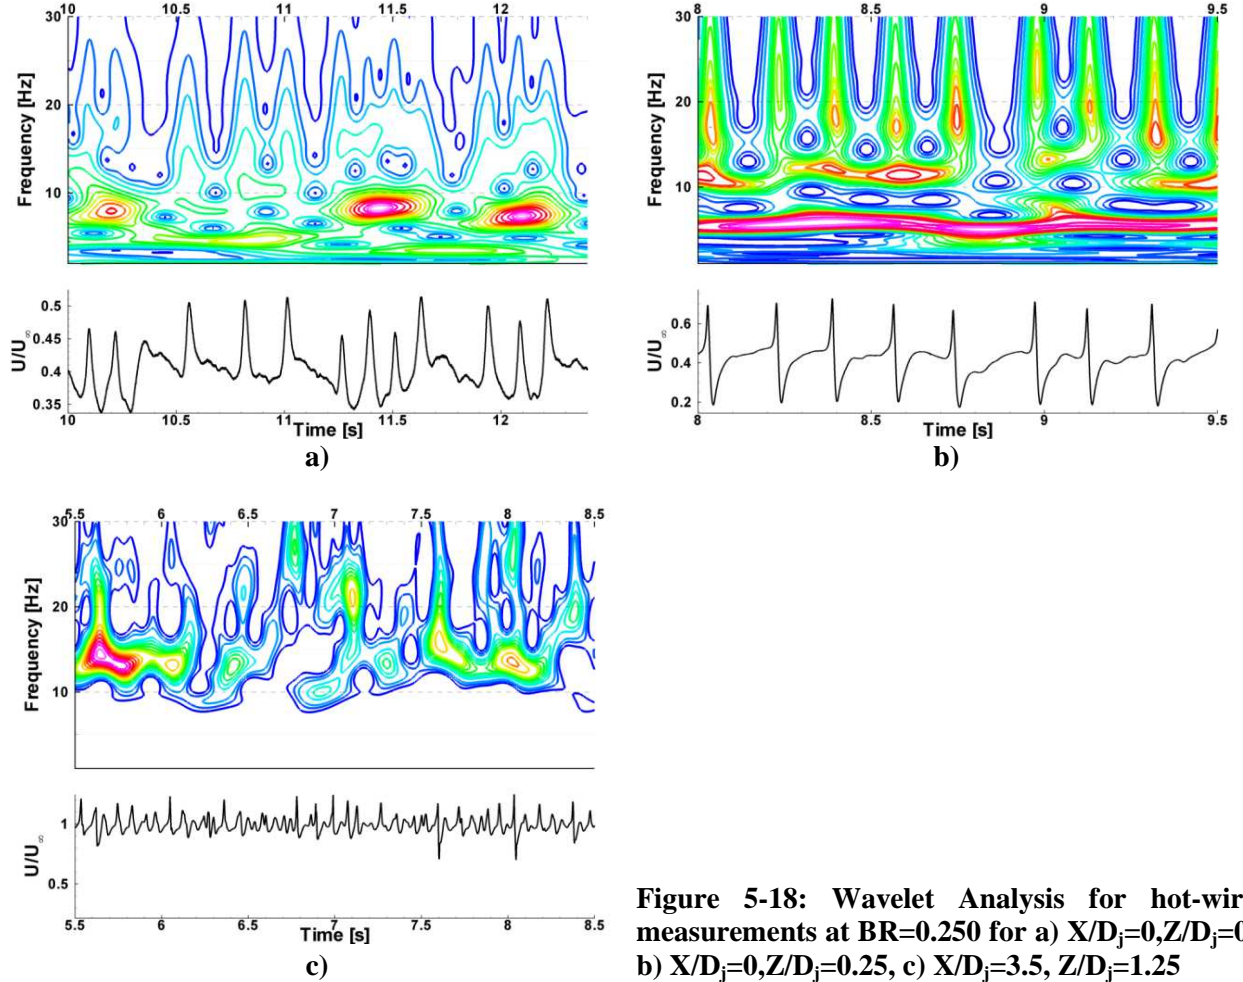 10 10.5 11 11.5 12
30
20
10
Frequency [Hz]
0.5
0.45
0.4
0.35
U/U∞
10 10.5 11 11.5 12
Time [s]
a)
8 8.5 9 9.5
30
20
10
Frequency [Hz]
0.6
0.4
0.2
U/U∞
8 8.5 9 9.5
Time [s]
b)
5.5 6 6.5 7 7.5 8 8.5
30
20
10
Frequency [Hz]
1
0.5
U/U∞
5.5 6 6.5 7 7.5 8 8.5
Time [s]
c)
Figure 5-18: Wavelet Analysis for hot-wir
measurements at BR=0.250 for a) X/Dj=0,Z/Dj=0
b) X/Dj=0,Z/Dj=0.25, c) X/Dj=3.5, Z/Dj=1.25